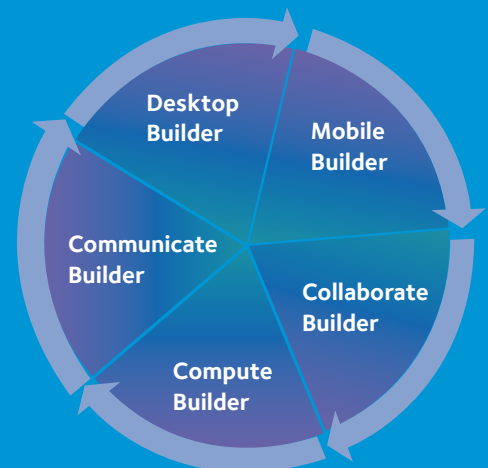 Desktop
Builder
Mobile
Builder
Communicate
Builder
Collaborate
Builder
Compute
Builder